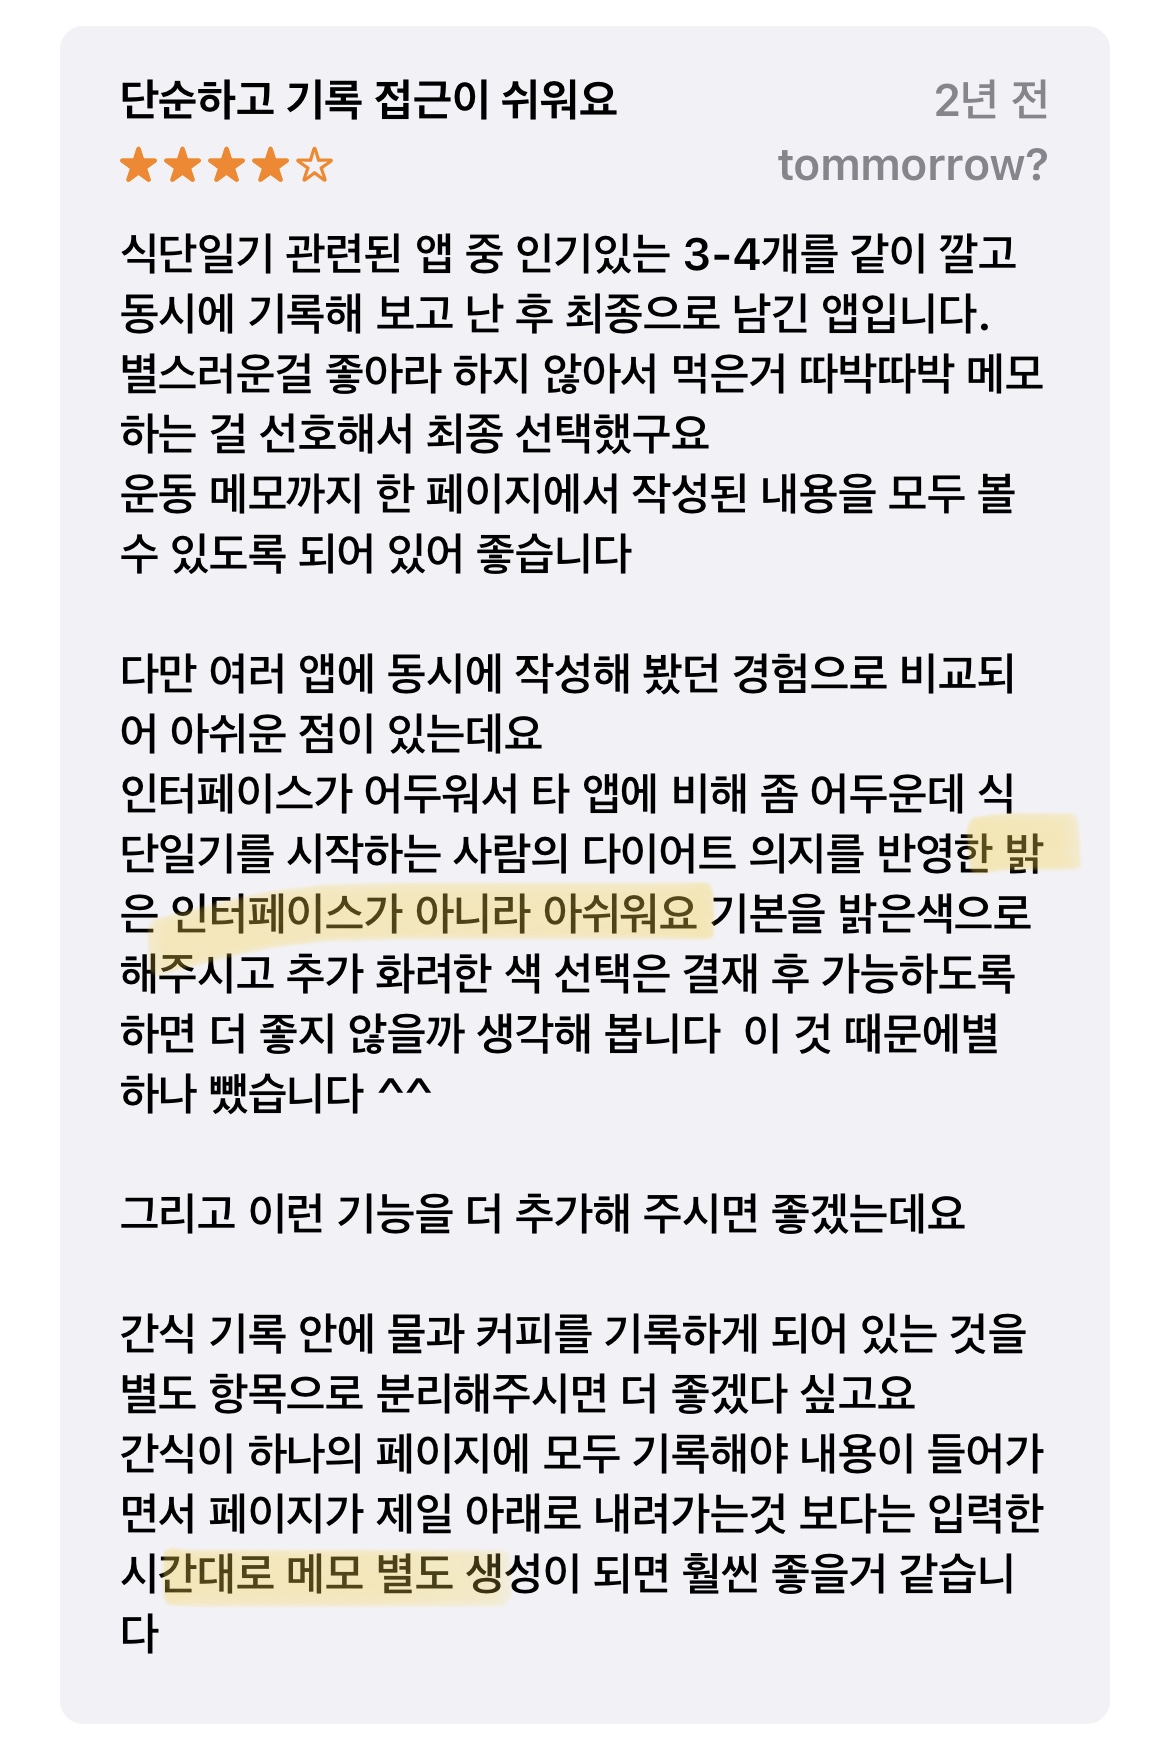 단순하고 기록 접근이 쉬워요
2년 전
★★★★☆
tommorrow?
식단일기 관련된 앱 중 인기있는 3-4개를 같이 깔고
동시에 기록해 보고 난 후 최종으로 남긴 앱입니다.
별스러운걸 좋아라 하지 않아서 먹은거 따박따박 메모
하는 걸 선호해서 최종 선택했구요
운동 메모까지 한 페이지에서 작성된 내용을 모두 볼
수 있도록 되어 있어 좋습니다
다만 여러 앱에 동시에 작성해 봤던 경험으로 비교되
어 아쉬운 점이 있는데요
인터페이스가 어두워서 타 앱에 비해 좀 어두운데 식
단일기를 시작하는 사람의 다이어트 의지를 반영한 밝
은 인터페이스가 아니라 아쉬워요 기본을 밝은색으로
해주시고 추가 화려한 색 선택은 결재 후 가능하도록
하면 더 좋지 않을까 생각해 봅니다  이 것 때문에별
하나 뺐습니다 ^^
그리고 이런 기능을 더 추가해 주시면 좋겠는데요
간식 기록 안에 물과 커피를 기록하게 되어 있는 것을
별도 항목으로 분리해주시면 더 좋겠다 싶고요
간식이 하나의 페이지에 모두 기록해야 내용이 들어가
면서 페이지가 제일 아래로 내려가는것 보다는 입력한
시간대로 메모 별도 생성이 되면 훨씬 좋을거 같습니
다